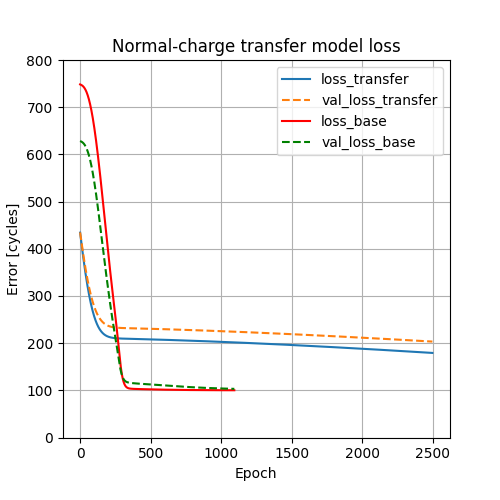 Normal-charge transfer model loss
800
700
600
500
400
300
200
100
0
Error [cycles]
loss_transfer
val_loss_transfer
loss_base
val_loss_base
0 500 1000 1500 2000 2500
Epoch